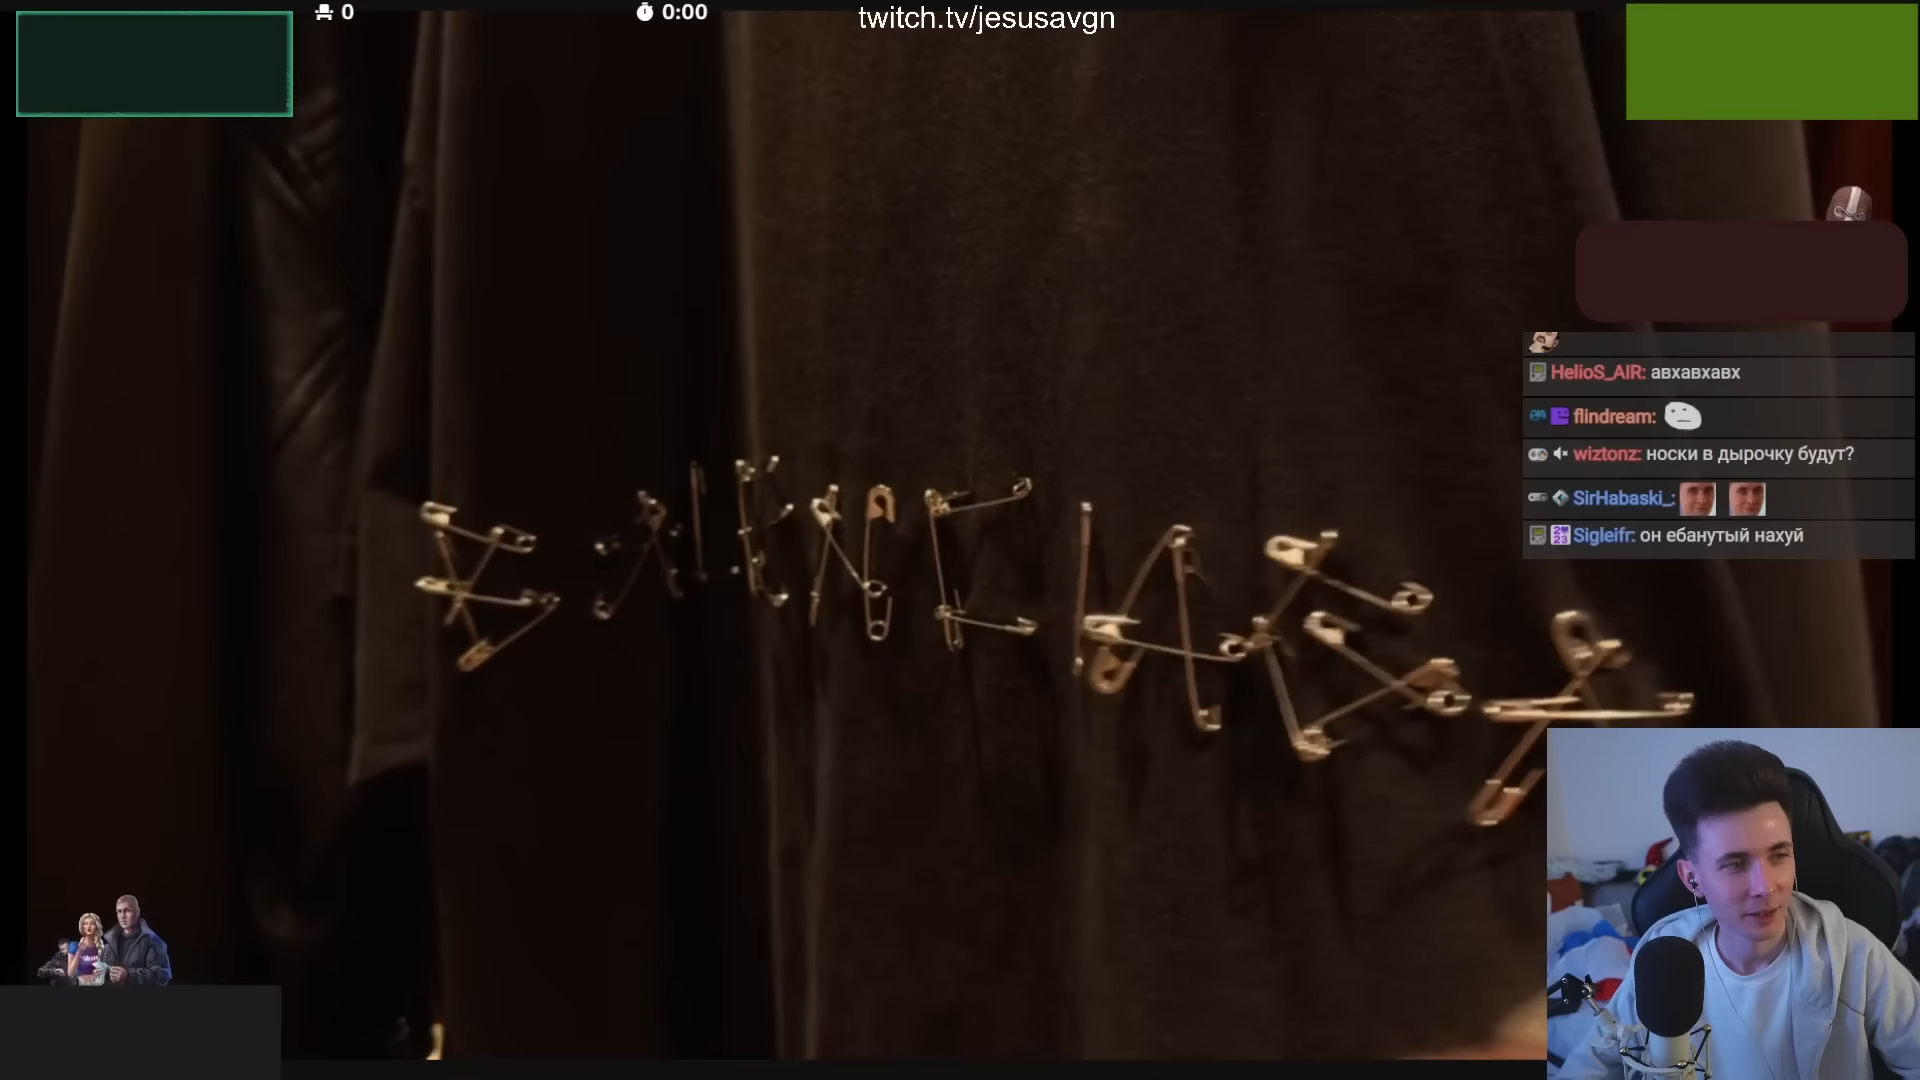 0
0:00
twitch.tv/jesusavgn
HelioS_AIR: авхавхавх
flindream:
wiztonz: носки в дырочку будут?
SirHabaski_:
Sigleifr: он ебанутый нахуй